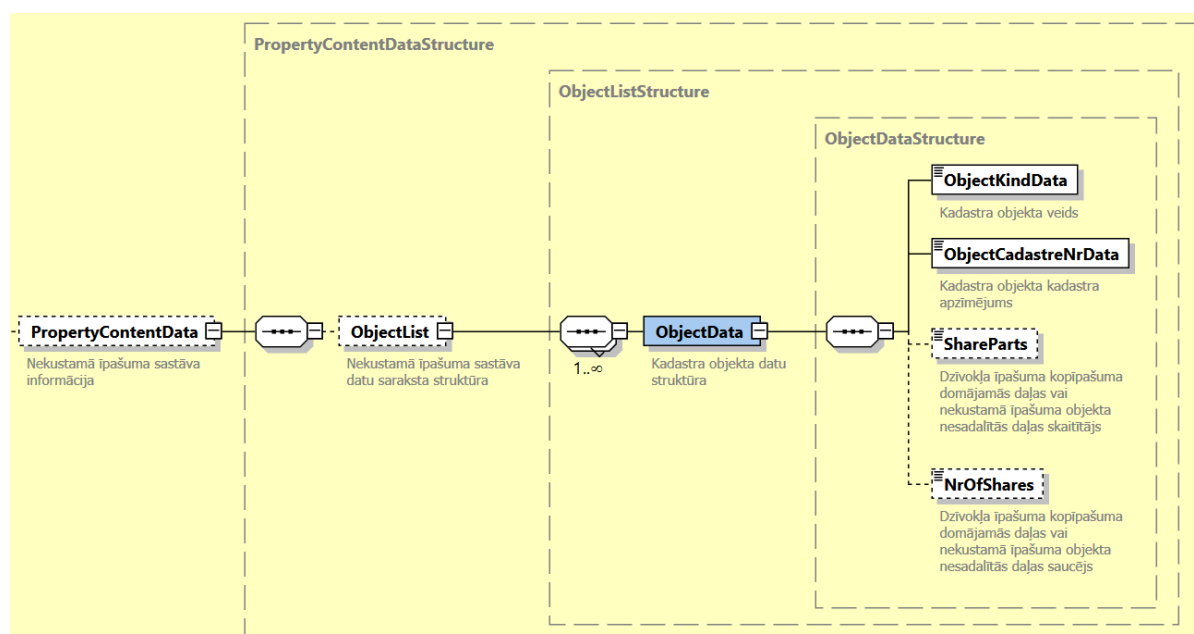 PropertyContentDataStructure
ObjectListStructure
ObjectDataStructure
ObjectKindData
Kadastra objekta veids
ObjectCadastreNrData
Kadastra objekta kadastra
apzīmējums
PropertyContentData
Nekustamā īpašuma sastāva
informācija
ObjectList
Nekustamā īpašuma sastāva
datu saraksta struktūra
1..∞
ObjectData
Kadastra objekta datu
struktūra
ShareParts
Dzīvokļa īpašuma kopīpašuma
domājamās daļas vai
nekustamā īpašuma objekta
nesadalītās daļas skaitītājs
NrOfShares
Dzīvokļa īpašuma kopīpašuma
domājamās daļas vai
nekustamā īpašuma objekta
nesadalītās daļas saucējs